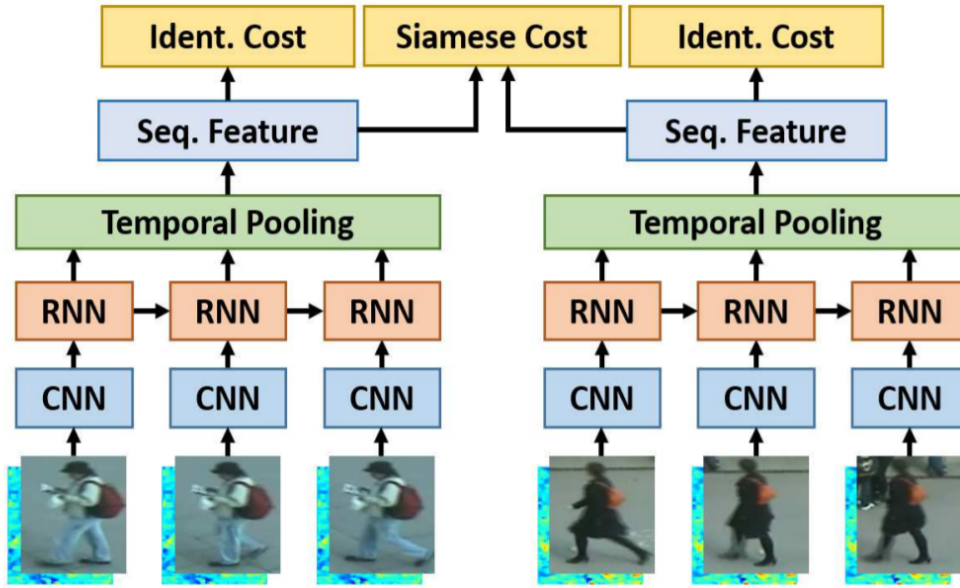 Ident. Cost
Siamese Cost
Ident. Cost
Seq. Feature
Seq. Feature
Temporal Pooling
Temporal Pooling
RNN
RNN
RNN
RNN
RNN
RNN
CNN
CNN
CNN
CNN
CNN
CNN